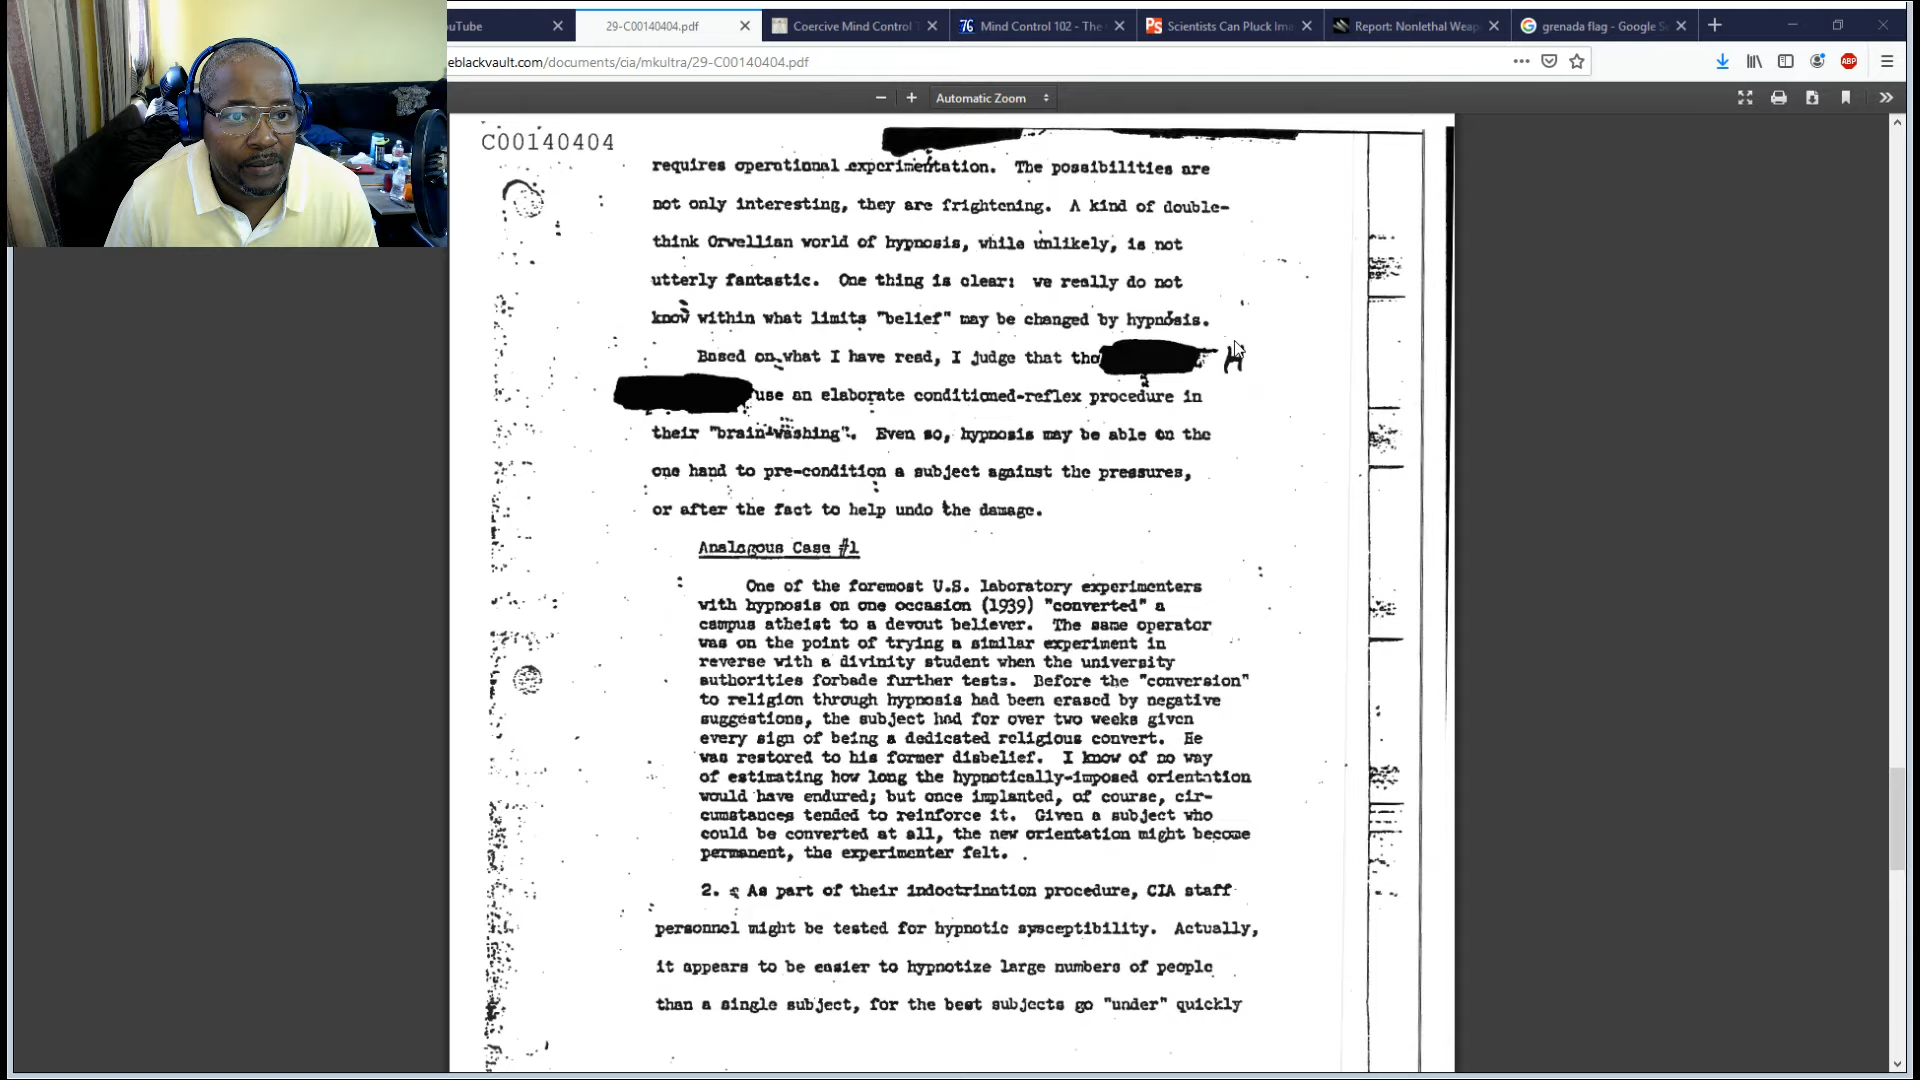 ouTube
29-C00140404.pdf
Coercive Mind Control T
Mind Control 102 - The
Scientists Can Pluck Ima
Report: Nonlethal Weap
grenada flag - Google Se
eblackvault.com/documents/cia/mkultra/29-C00140404.pdf
ABP
Automatic Zoom
C00140404
requires operational experimentation. The possibilities are
not only interesting, they are frightening. A kind of double-
think Orwellian world of hypnosis, while unlikely, is not
utterly fantastic. One thing is clear: we really do not
know within what limits "belief" may be changed by hypnosis.
Based on what I have read, I judge that the
use an elaborate conditioned-reflex procedure in
their "brain-washing". Even so, hypnosis may be able on the
one hand to pre-condition a subject against the pressures,
or after the fact to help undo the damage.
Analogous Case #1
One of the foremost U.S. laboratory experimenters
with hypnosis on one occasion (1939) "converted" a
campus atheist to a devout believer. The same operator
was on the point of trying a similar experiment in
reverse with a divinity student when the university
authorities forbade further tests. Before the "conversion"
to religion through hypnosis had been erased by negative
suggestions, the subject had for over two weeks given
every sign of being a dedicated religious convert. He
was restored to his former disbelief. I know of no way
of estimating how long the hypnotically-imposed orientation
would have endured; but once implanted, of course, cir-
cumstances tended to reinforce it. Given a subject who
could be converted at all, the new orientation might become
permanent, the experimenter felt.
2. As part of their indoctrination procedure, CIA staff
personnel might be tested for hypnotic susceptibility. Actually,
it appears to be easier to hypnotize large numbers of people
than a single subject, for the best subjects go "under" quickly